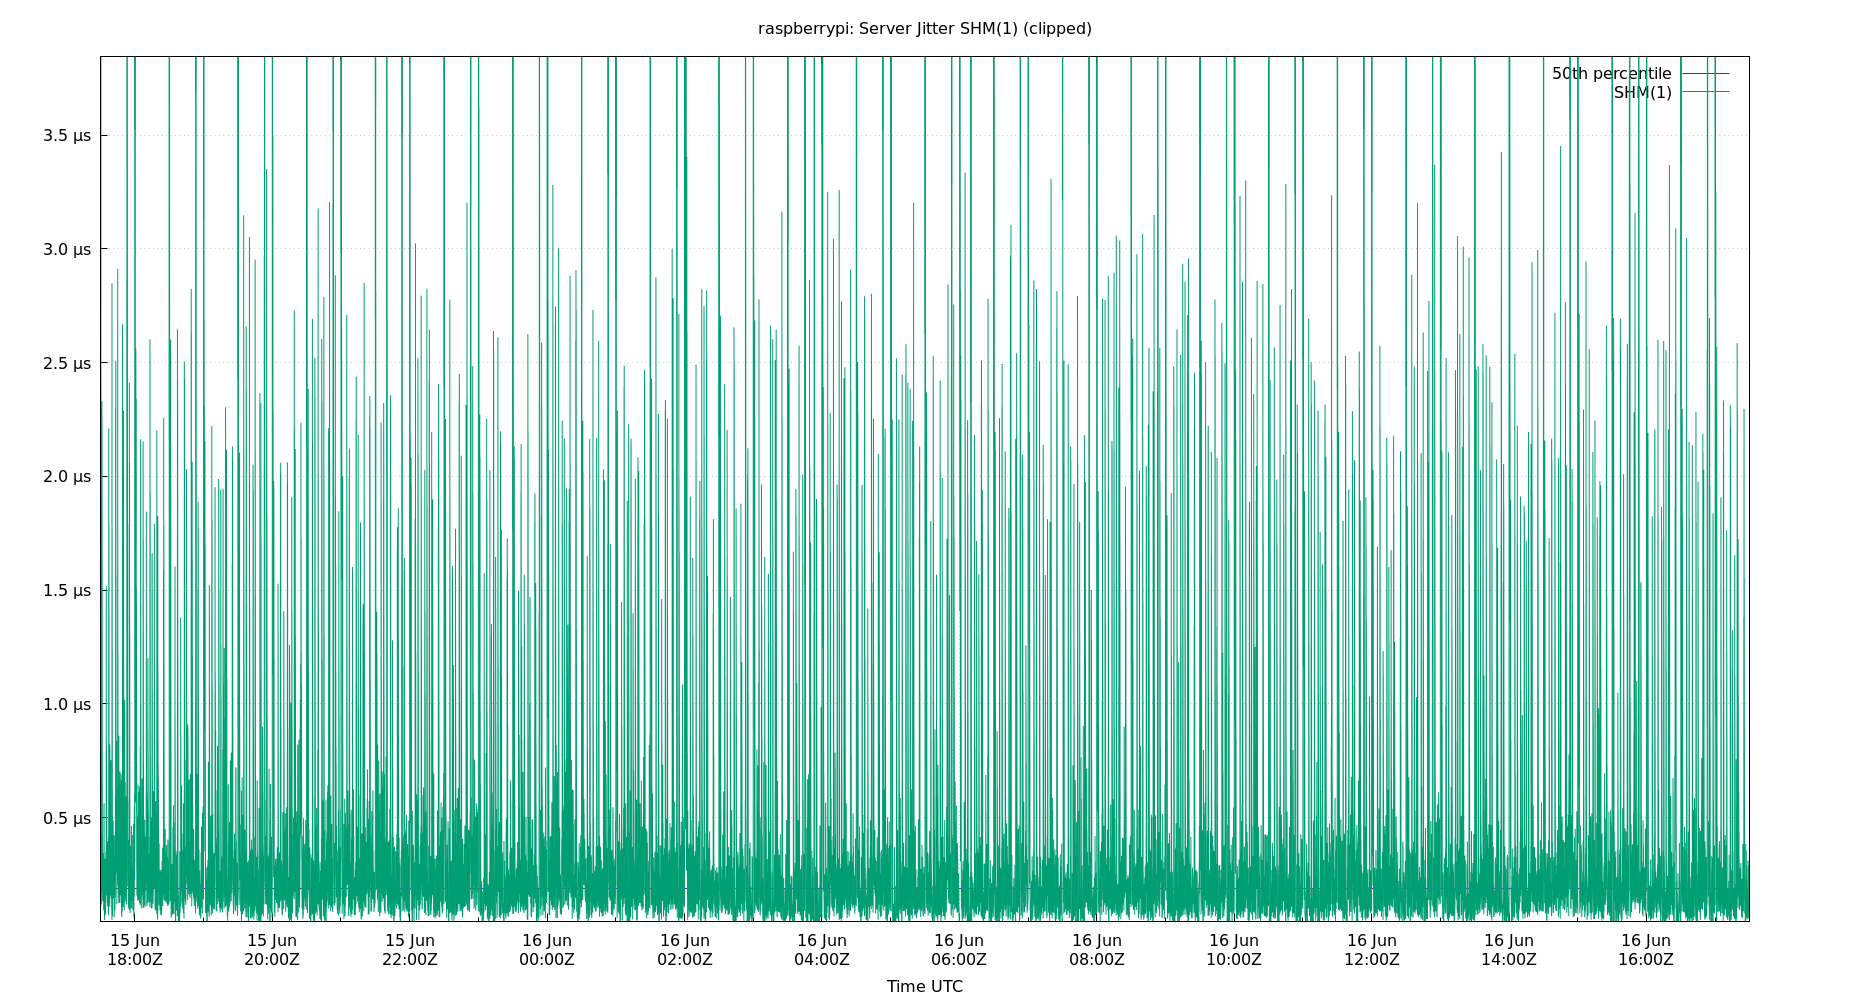 raspberrypi: Server Jitter SHM(1) (clipped)
50th percentile
SHM(1)
3.5 µs
3.0 µs
2.5 µs
2.0 µs
1.5 µs
1.0 µs
0.5 µs
15 Jun 15 Jun 15 Jun 16 Jun 16 Jun 16 Jun 16 Jun 16 Jun 16 Jun 16 Jun 16 Jun 16 Jun
18:00Z 20:00Z 22:00Z 00:00Z 02:00Z 04:00Z 06:00Z 08:00Z 10:00Z 12:00Z 14:00Z 16:00Z
Time UTC